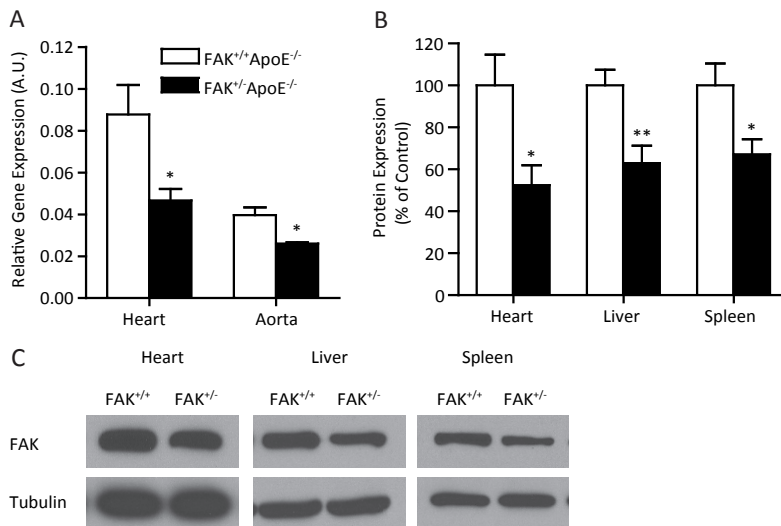 A
Relative Gene Expression (A.U.)
0.12
0.10
0.08
0.06
0.04
0.02
0.00
FAK+/+ApoE-/-
FAK+/-ApoE-/-
*
*
Heart Aorta
B
Protein Expression
(% of Control)
120
100
80
60
40
20
0
*
**
*
Heart Liver Spleen
C
Heart Liver Spleen
FAK+/+ FAK+/- FAK+/+ FAK+/- FAK+/+ FAK+/-
FAK
Tubulin